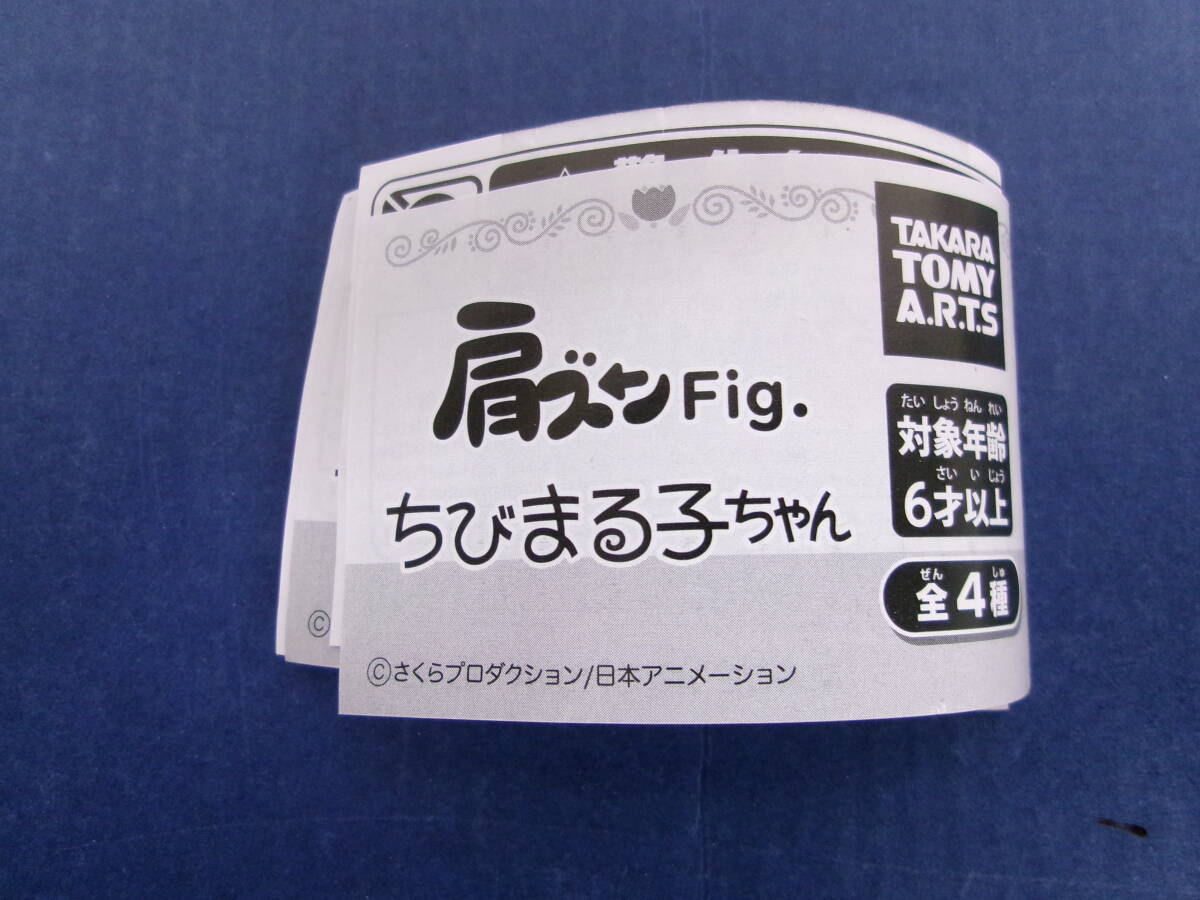 TAKARA
TOMY
A.R.T.S
肩ズンFig.
ちびまる子ちゃん
たいしょうねんれい
対象年齢
さいいじょう
6才以上
ぜん しゅ
全4種
©さくらプロダクション/日本アニメーション
©